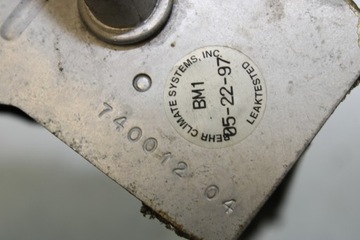 BEHR CLIMATE SYSTEMS, INC.
BM1
05-22-97
LEAKTESTED
740012 04